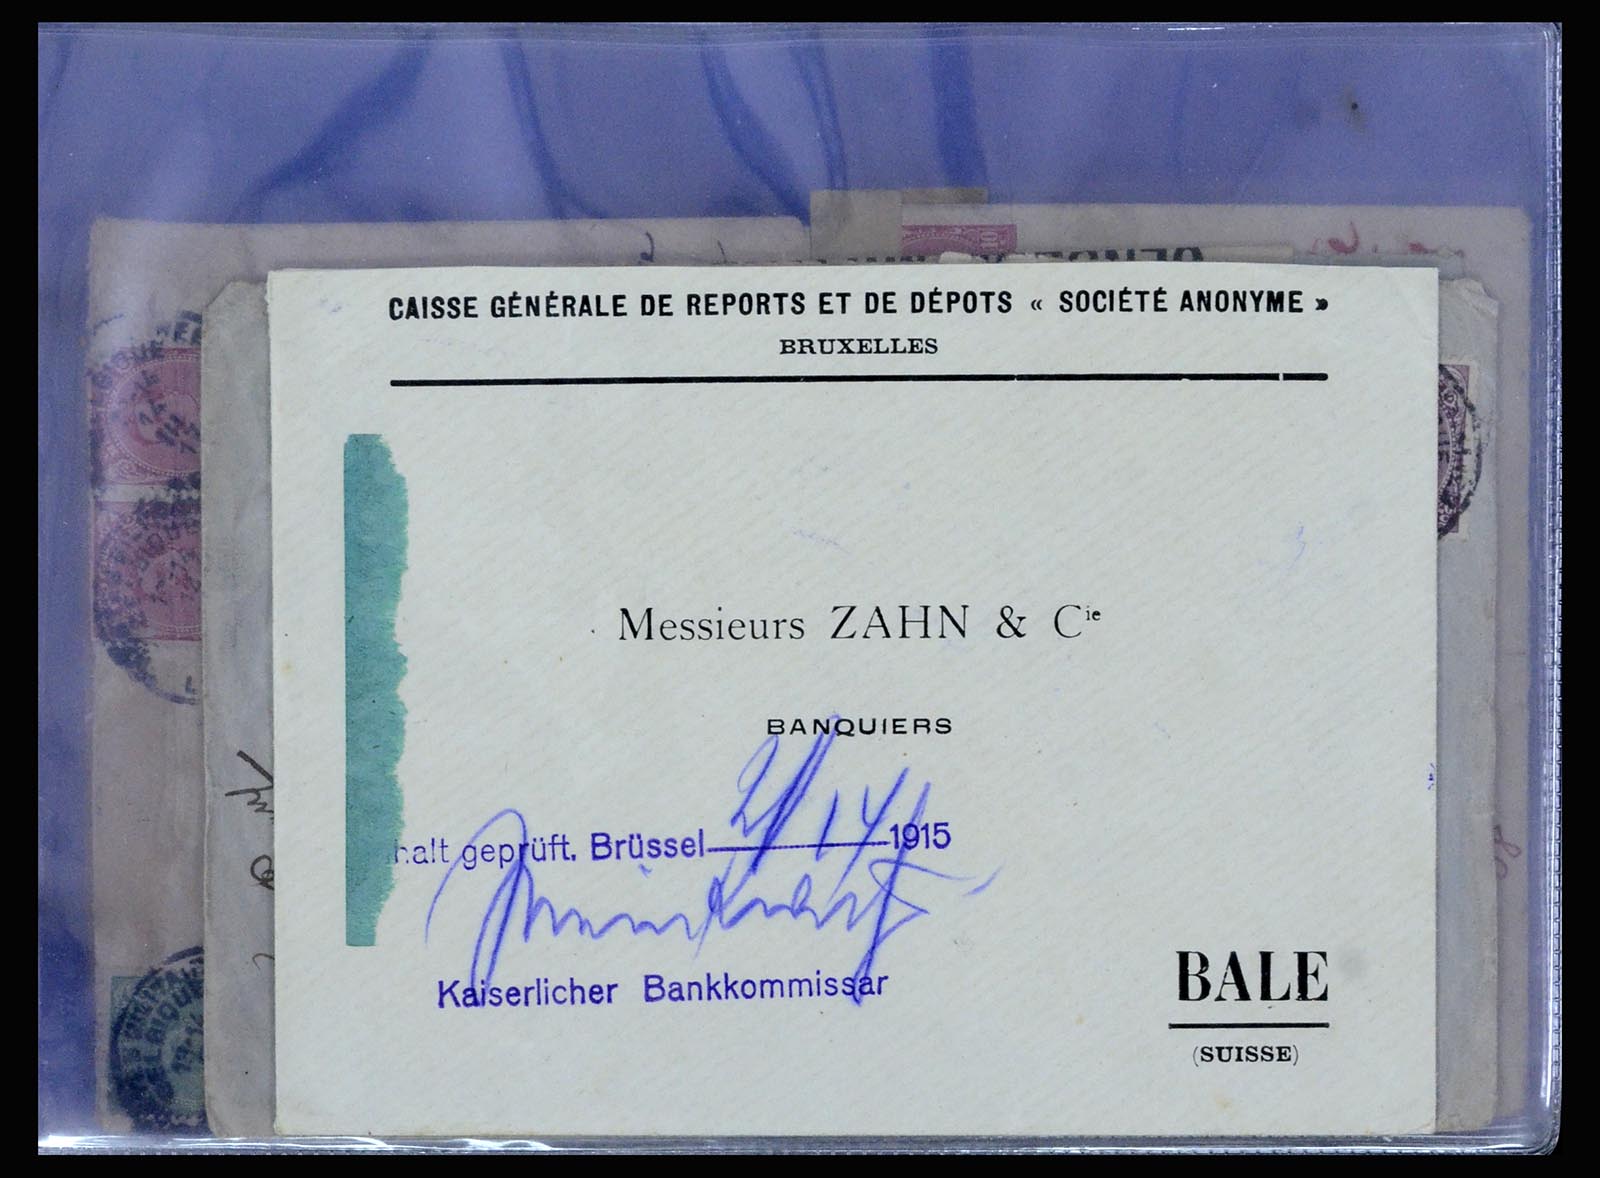 CAISSE GÉNÉRALE DE REPORTS ET DE DÉPOTS « SOCIÉTÉ ANONYME »
BRUXELLES
Messieurs ZAHN & Cie
BANQUIERS
halt geprüft. Brüssel 1915
Kaiserlicher Bankkommissar
BALE
(SUISSE)